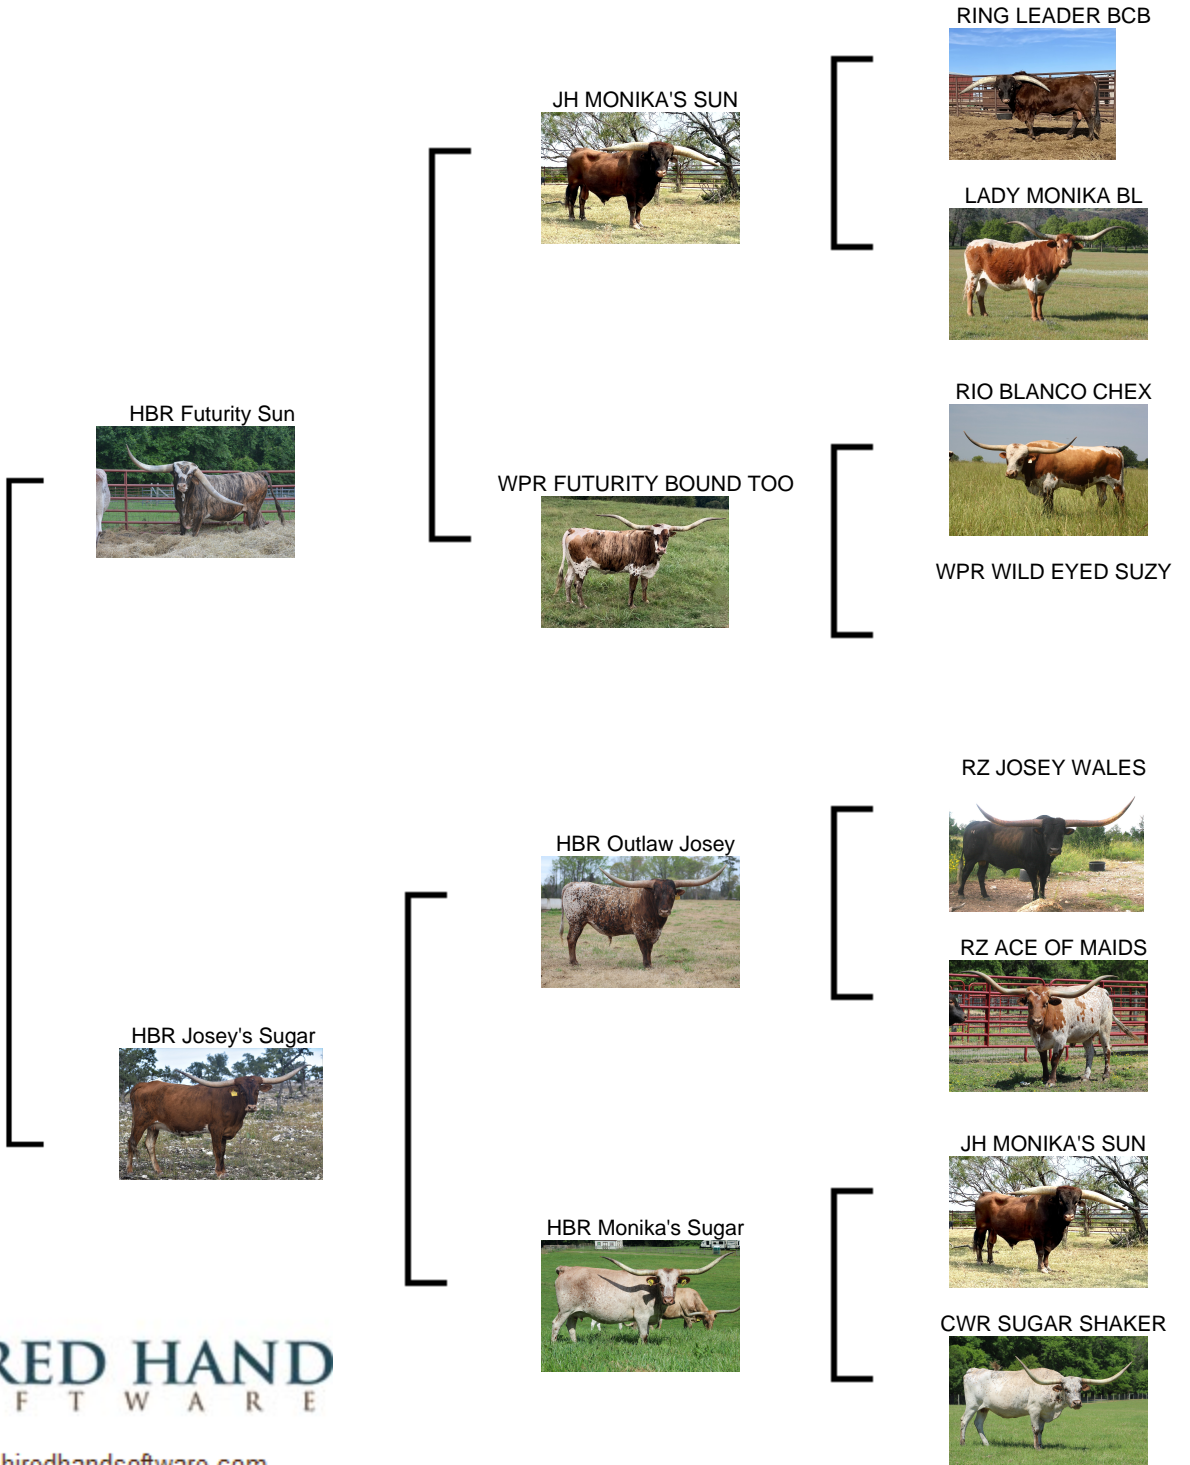 RING LEADER BCB
JH MONIKA'S SUN
LADY MONIKA BL
HBR Futurity Sun
RIO BLANCO CHEX
WPR FUTURITY BOUND TOO
WPR WILD EYED SUZY
RZ JOSEY WALES
HBR Outlaw Josey
RZ ACE OF MAIDS
HBR Josey's Sugar
JH MONIKA'S SUN
HBR Monika's Sugar
CWR SUGAR SHAKER
RED HAND
F T W A R E
hiredhandsoftware.com